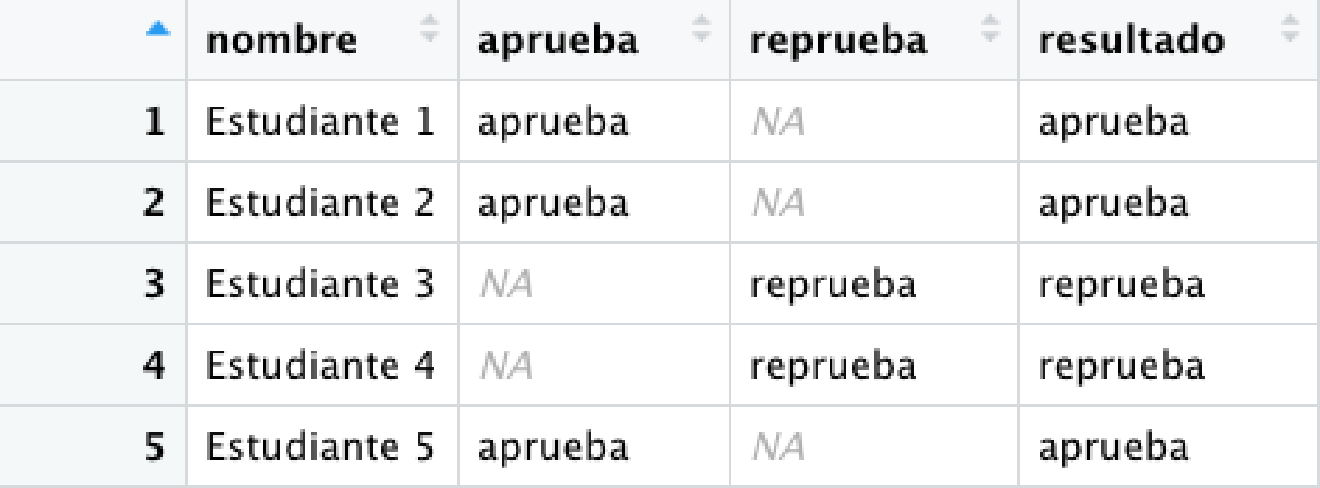 nombre aprueba reprueba resultado
1 Estudiante 1 aprueba NA aprueba
2 Estudiante 2 aprueba NA aprueba
3 Estudiante 3 NA reprueba reprueba
4 Estudiante 4 NA reprueba reprueba
5 Estudiante 5 aprueba NA aprueba